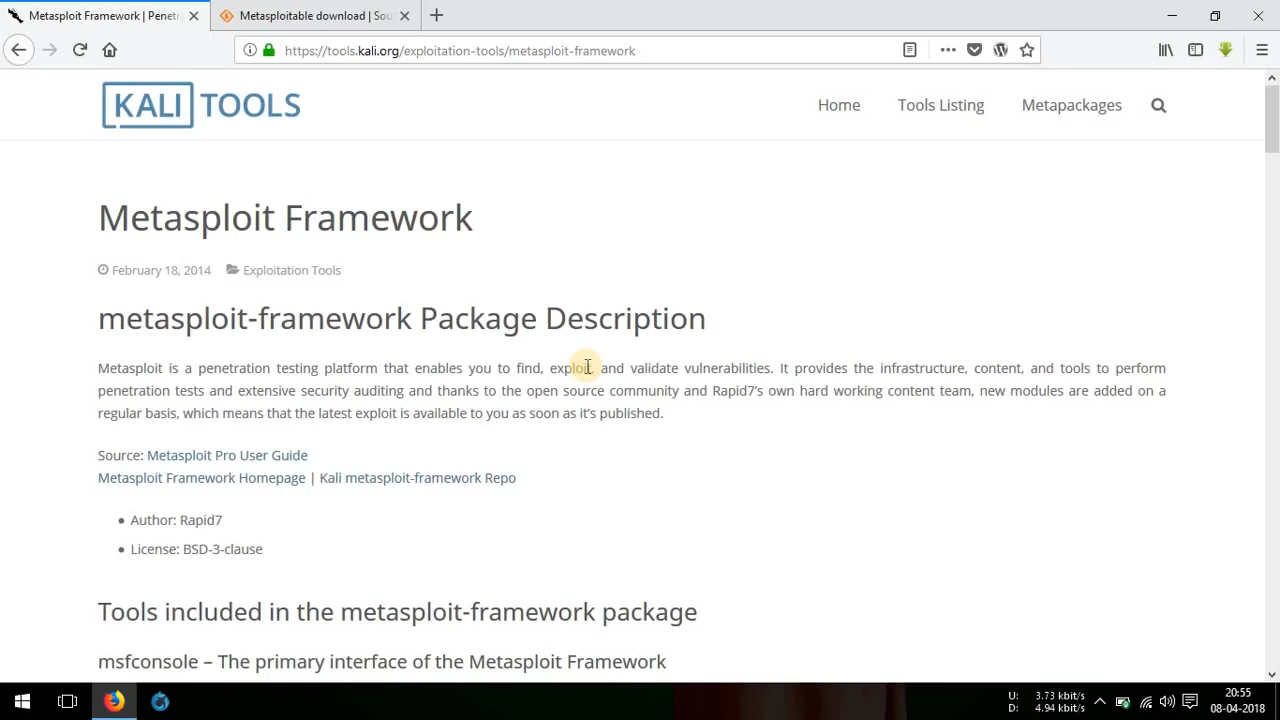 Metasploit Framework | Penetr
Metasploitable download | Sou
https://tools.kali.org/exploitation-tools/metasploit-framework
KALI TOOLS
Home
Tools Listing
Metapackages
Metasploit Framework
February 18, 2014
Exploitation Tools
metasploit-framework Package Description
Metasploit is a penetration testing platform that enables you to find, exploit, and validate vulnerabilities. It provides the infrastructure, content, and tools to perform
penetration tests and extensive security auditing and thanks to the open source community and Rapid7's own hard working content team, new modules are added on a
regular basis, which means that the latest exploit is available to you as soon as it's published.
Source: Metasploit Pro User Guide
Metasploit Framework Homepage | Kali metasploit-framework Repo
• Author: Rapid7
• License: BSD-3-clause
Tools included in the metasploit-framework package
msfconsole – The primary interface of the Metasploit Framework
U: 3.73 kbit/s
D: 4.94 kbit/s
20:55
08-04-2018